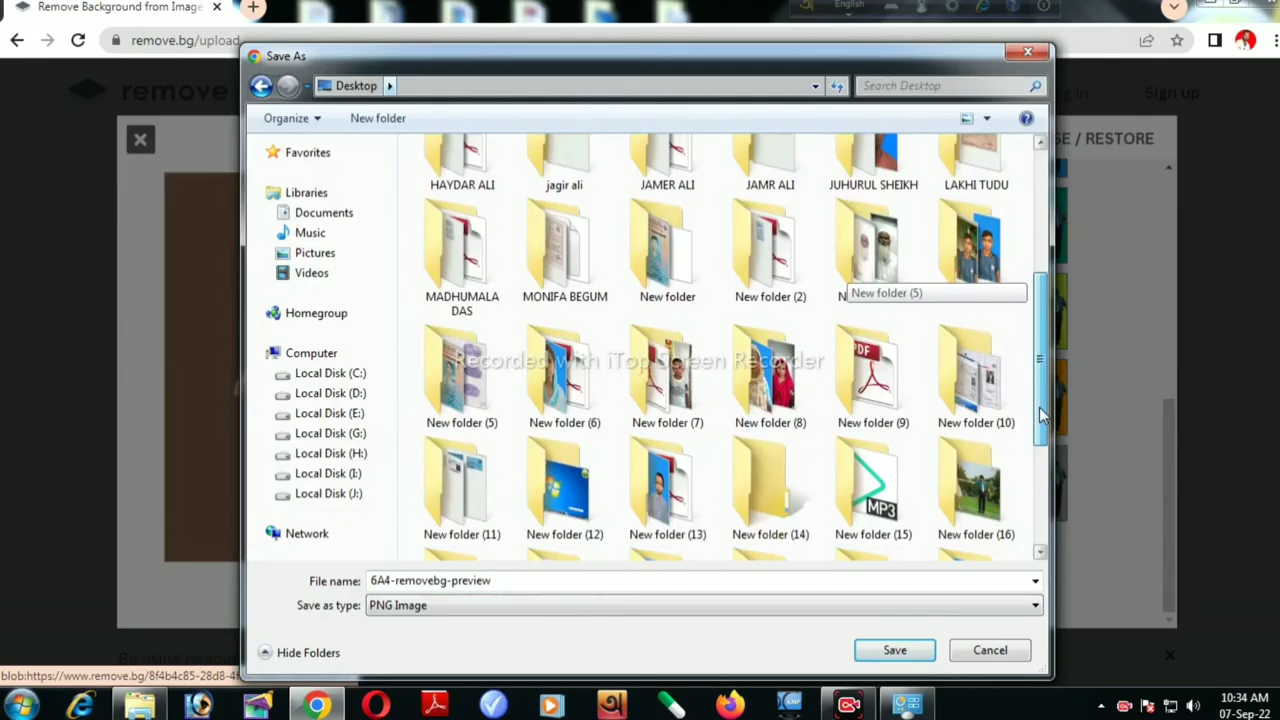 Remove Background from Image
English
remove.bg/upload
Save As
Desktop
Search Desktop
remove
in
Sign up
Organize
New folder
E / RESTORE
Favorites
Libraries
Documents
Music
Pictures
Videos
Homegroup
Computer
Local Disk (C:)
Local Disk (D:)
Local Disk (E:)
Local Disk (G:)
Local Disk (H:)
Local Disk (I:)
Local Disk (J:)
Network
HAYDAR ALI
jagir ali
JAMER ALI
JAMR ALI
JUHURUL SHEIKH
LAKHI TUDU
MADHUMALA
DAS
MONIFA BEGUM
New folder
New folder (2)
New folder (5)
Recorded with iTop Screen Recorder
New folder (5)
New folder (6)
New folder (7)
PDF
New folder (8)
New folder (9)
New folder (10)
MP3
New folder (11)
New folder (12)
New folder (13)
New folder (14)
New folder (15)
New folder (16)
File name: 6A4-removebg-preview
Save as type: PNG Image
Hide Folders
Save
Cancel
blob:https://www.remove.bg/8f4b4c85-28d8-4
10:34 AM
07-Sep-22